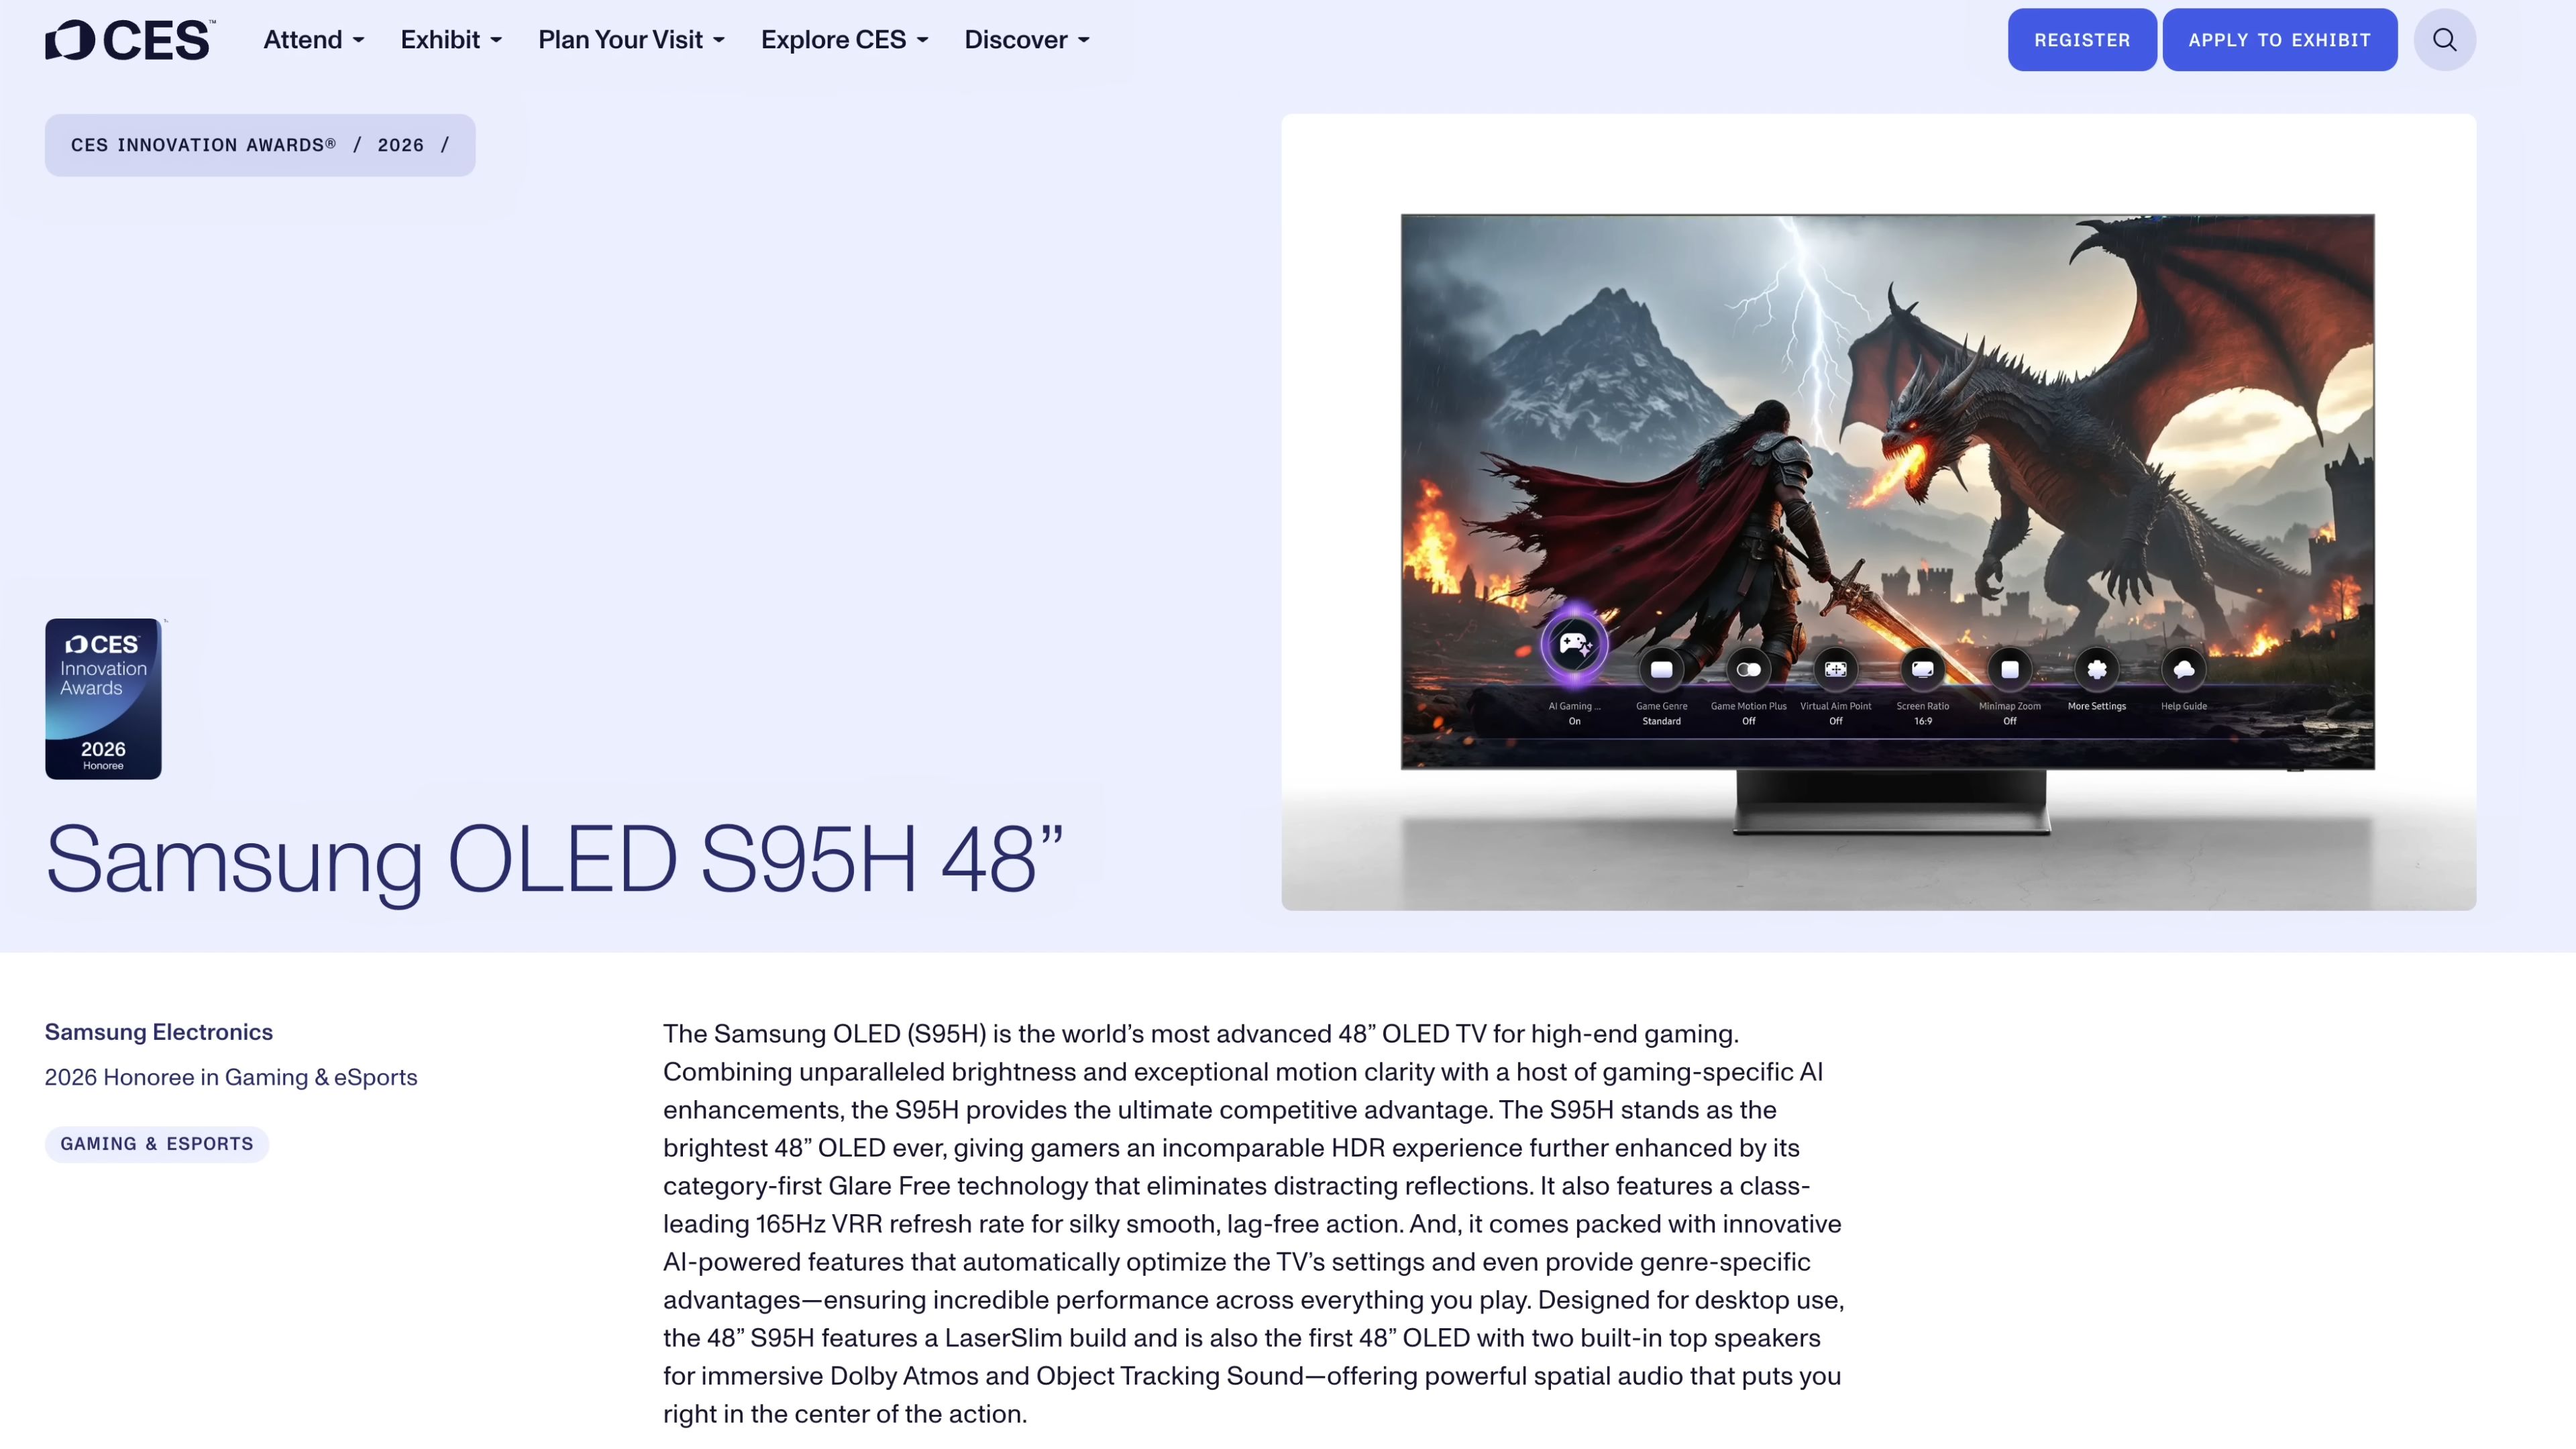 CES™
Attend
Exhibit
Plan Your Visit
Explore CES
Discover
REGISTER
APPLY TO EXHIBIT
CES INNOVATION AWARDS® / 2026 /
AI Gaming ...
On
Game Genre
Standard
Game Motion Plus
Off
Virtual Aim Point
Off
Screen Ratio
16:9
Minimap Zoom
Off
More Settings
Help Guide
CES
Innovation
Awards
2026
Honoree
Samsung OLED S95H 48”
Samsung Electronics
2026 Honoree in Gaming & eSports
GAMING & ESPORTS
The Samsung OLED (S95H) is the world’s most advanced 48” OLED TV for high-end gaming.
Combining unparalleled brightness and exceptional motion clarity with a host of gaming-specific AI
enhancements, the S95H provides the ultimate competitive advantage. The S95H stands as the
brightest 48” OLED ever, giving gamers an incomparable HDR experience further enhanced by its
category-first Glare Free technology that eliminates distracting reflections. It also features a class-
leading 165Hz VRR refresh rate for silky smooth, lag-free action. And, it comes packed with innovative
AI-powered features that automatically optimize the TV’s settings and even provide genre-specific
advantages—ensuring incredible performance across everything you play. Designed for desktop use,
the 48” S95H features a LaserSlim build and is also the first 48” OLED with two built-in top speakers
for immersive Dolby Atmos and Object Tracking Sound—offering powerful spatial audio that puts you
right in the center of the action.